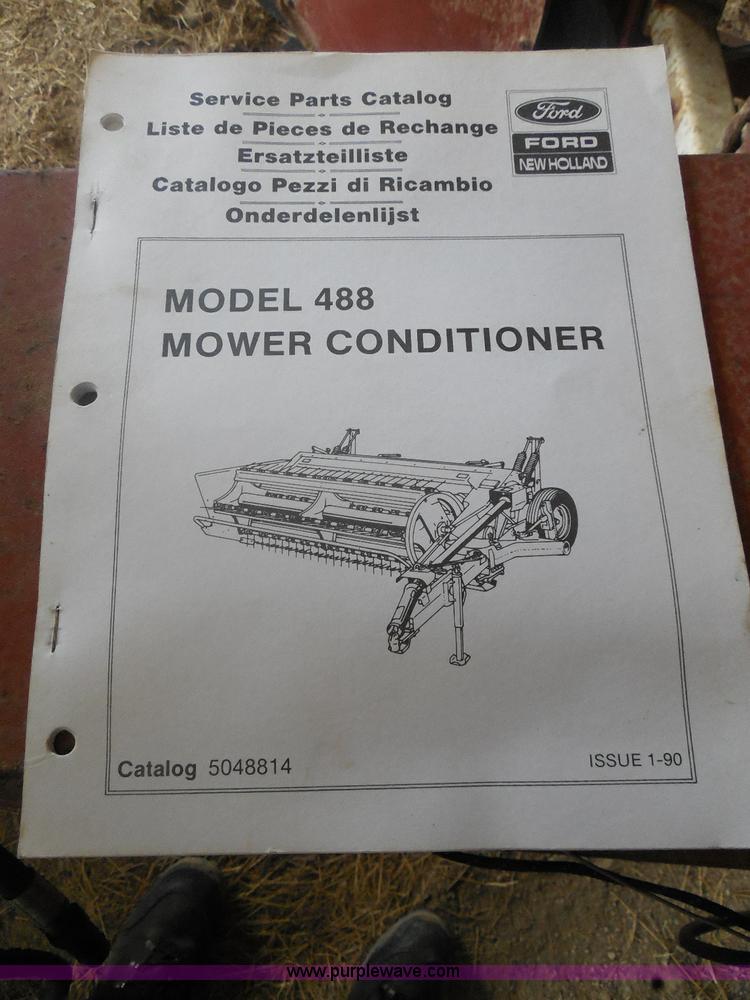 Service Parts Catalog
Liste de Pieces de Rechange
Ersatzteilliste
Catalogo Pezzi di Ricambio
Onderdelenlijst
Ford
FORD
NEW HOLLAND
MODEL 488
MOWER CONDITIONER
Catalog 5048814
ISSUE 1-90
www.purplewave.com